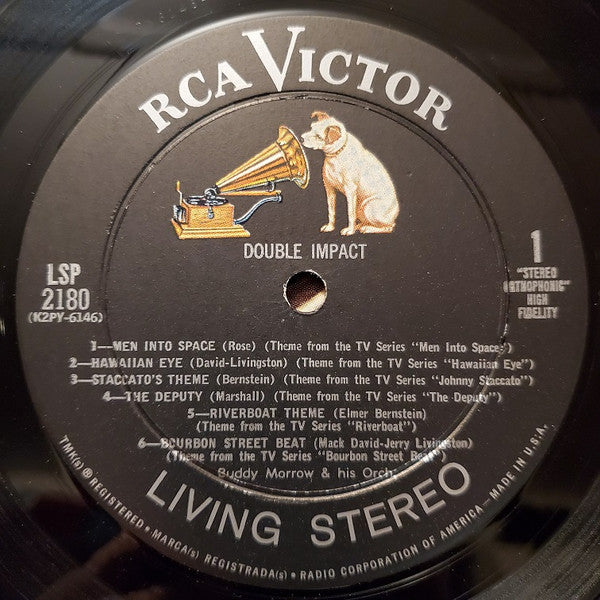 RCA VICTOR
DOUBLE IMPACT
LSP
2180
(K2PY-6146)
1
"STEREO
ORTHOPHONIC"
HIGH
FIDELITY
1—MEN INTO SPACE (Rose) (Theme from the TV Series "Men Into Space")
2—HAWAIIAN EYE (David-Livingston) (Theme from the TV Series "Hawaiian Eye")
3—STACCATO'S THEME (Bernstein) (Theme from the TV Series "Johnny Staccato")
4—THE DEPUTY (Marshall) (Theme from the TV Series "The Deputy")
5—RIVERBOAT THEME (Elmer Bernstein)
(Theme from the TV Series "Riverboat")
6—BOURBON STREET BEAT (Mack David-Jerry Livingston)
(Theme from the TV Series "Bourbon Street Beat")
Buddy Morrow & his Orch.
LIVING STEREO
TMK(s) ® REGISTERED • MARCA(s) REGISTRADA(s) • RADIO CORPORATION OF AMERICA—MADE IN U.S.A.